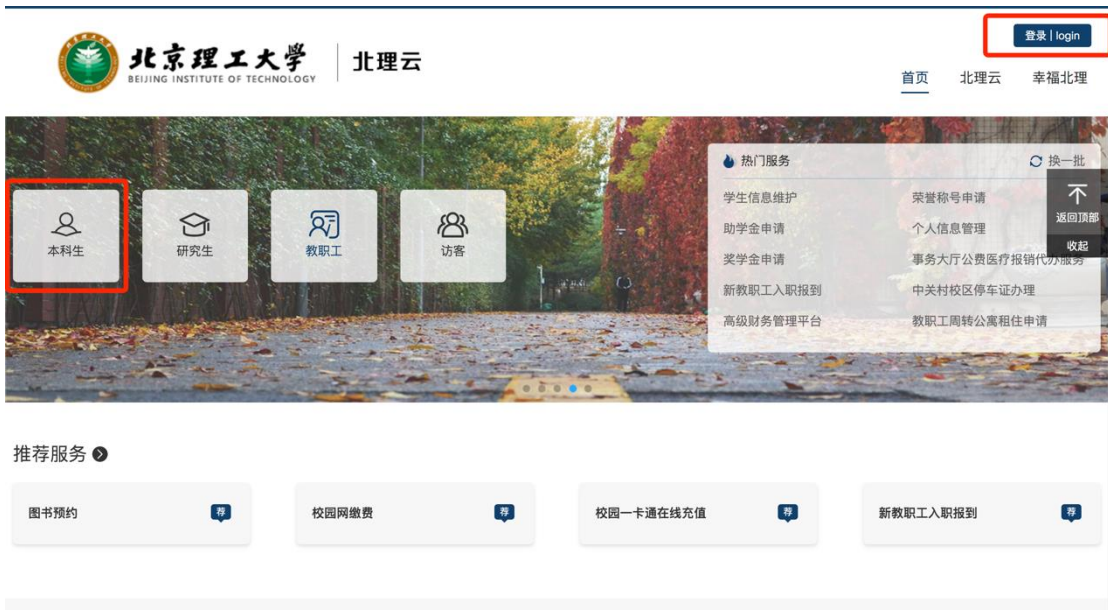 登录 | login
北京理工大学
BEIJING INSTITUTE OF TECHNOLOGY
北理云
首页 北理云 幸福北理
本科生
研究生
教职工
访客
热门服务 换一批
学生信息维护 荣誉称号申请
助学金申请 个人信息管理
奖学金申请 事务大厅公费医疗报销代办服务
新教职工入职报到 中关村校区停车证办理
高级财务管理平台 教职工周转公寓租住申请
返回顶部
收起
推荐服务
图书预约 荐
校园网缴费 荐
校园一卡通在线充值 荐
新教职工入职报到 荐